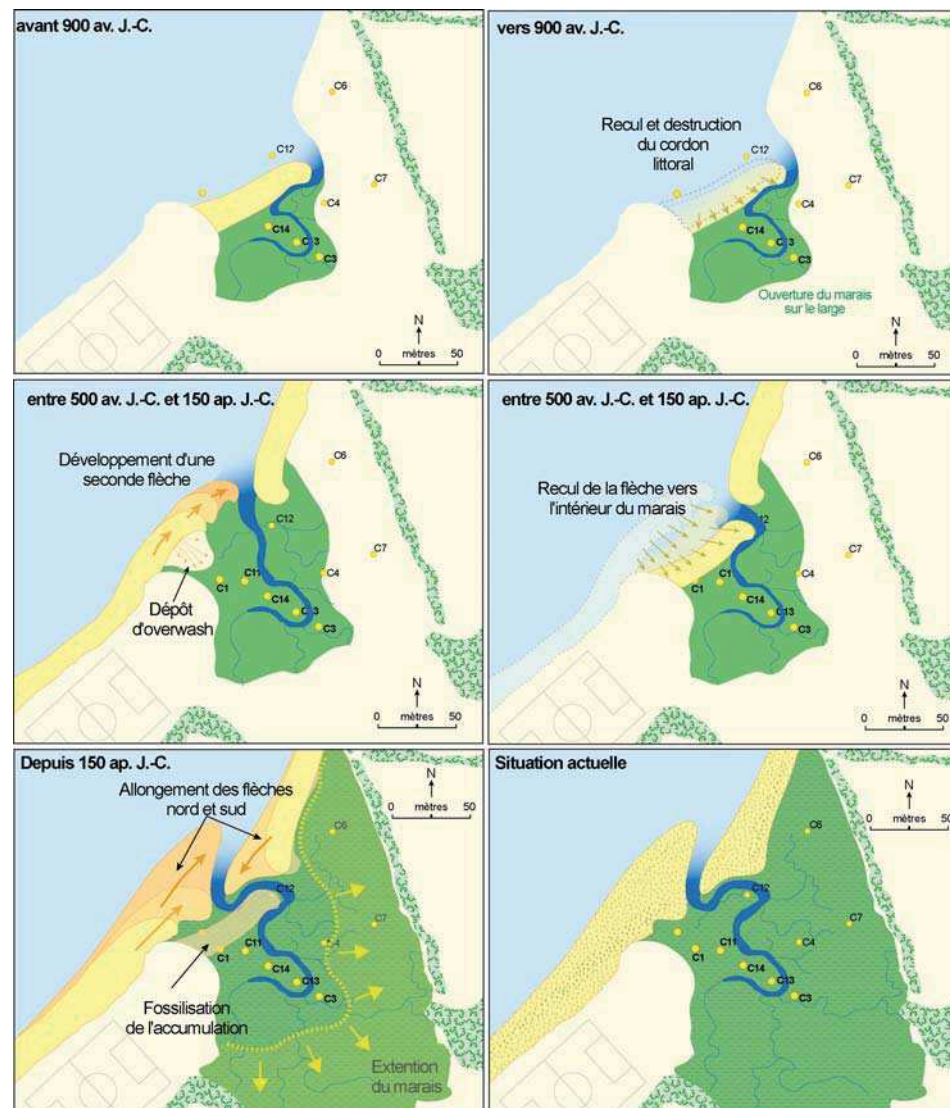 avant 900 av. J.-C.
C6
C12
C7
C4
C14
C13
C3
N
0 mètres 50
vers 900 av. J.-C.
C6
Recul et destruction
du cordon
littoral
C12
C7
C4
C14
C13
C3
Ouverture du marais
sur le large
N
0 mètres 50
entre 500 av. J.-C. et 150 ap. J.-C.
Développement d'une
seconde flèche
C6
C12
C7
C4
C1
C11
C14
C13
C3
Dépôt
d'overwash
N
0 mètres 50
entre 500 av. J.-C. et 150 ap. J.-C.
C6
Recul de la flèche vers
l'intérieur du marais
C7
C4
C14
C13
C3
N
0 mètres 50
Depuis 150 ap. J.-C.
Allongement des flèches
nord et sud
N
0 mètres 50
C6
C12
C7
C4
C1
C11
C14
C13
C3
Fossilisation
de l'accumulation
Extention
du marais
Situation actuelle
N
0 mètres 50
C6
C12
C7
C4
C1
C11
C14
C13
C3